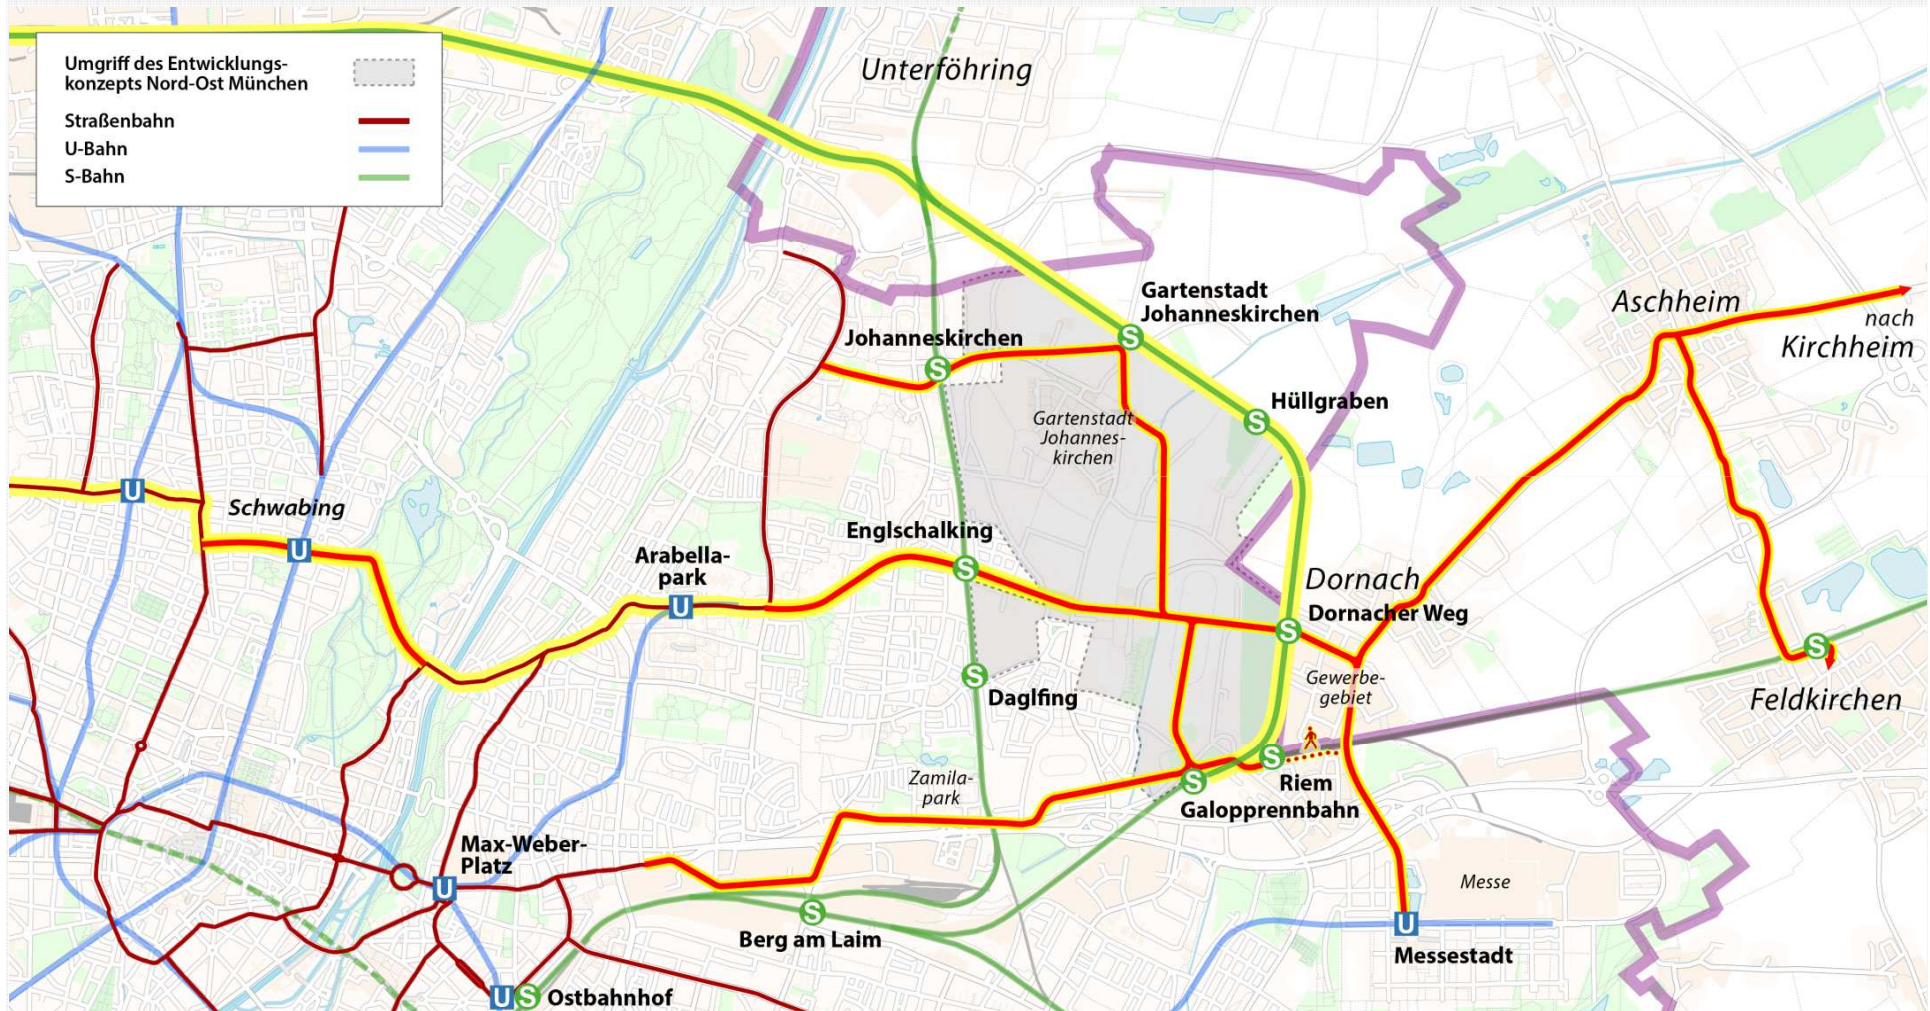 Umgriff des Entwicklungs-
konzepts Nord-Ost München
Straßenbahn
U-Bahn
S-Bahn
Unterföhring
Gartenstadt
Johanneskirchen
Aschheim
nach
Kirchheim
Johanneskirchen
S
S
Hüllgraben
S
Gartenstadt
Johannes-
kirchen
U
Schwabing
U
Englschalking
S
Arabella-
park
U
Dornach
Dornacher Weg
S
S
Feldkirchen
Gewerbe-
gebiet
S
Daglfing
S
Riem
S
Galopprennbahn
Zamila-
park
Max-Weber-
Platz
U
Messe
S
Berg am Laim
U
Messestadt
U
S
Ostbahnhof